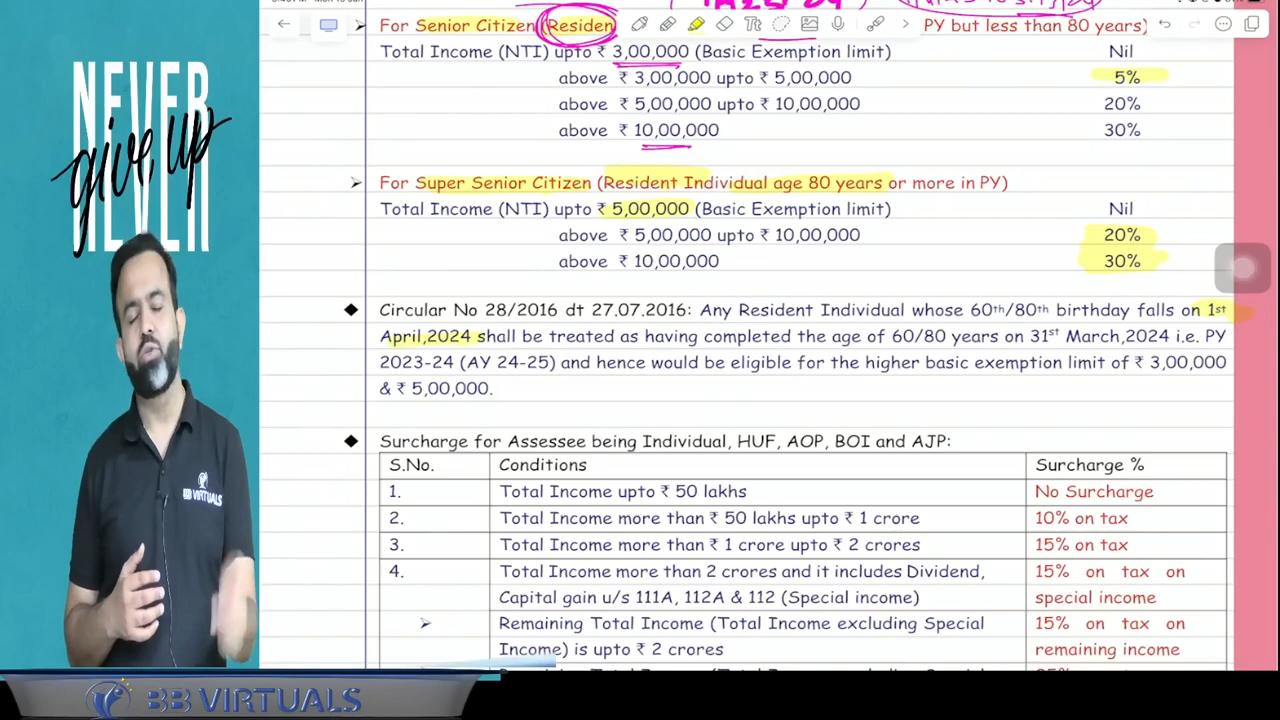 NEVER
give up
NEVER
For Senior Citizen (Residen
PY but less than 80 years)
Total Income (NTI) upto ₹ 3,00,000 (Basic Exemption limit) Nil
above ₹ 3,00,000 upto ₹ 5,00,000 5%
above ₹ 5,00,000 upto ₹ 10,00,000 20%
above ₹ 10,00,000 30%
➢ For Super Senior Citizen (Resident Individual age 80 years or more in PY)
Total Income (NTI) upto ₹ 5,00,000 (Basic Exemption limit) Nil
above ₹ 5,00,000 upto ₹ 10,00,000 20%
above ₹ 10,00,000 30%
◆ Circular No 28/2016 dt 27.07.2016: Any Resident Individual whose 60th/80th birthday falls on 1st
April,2024 shall be treated as having completed the age of 60/80 years on 31st March,2024 i.e. PY
2023-24 (AY 24-25) and hence would be eligible for the higher basic exemption limit of ₹ 3,00,000
& ₹ 5,00,000.
◆ Surcharge for Assessee being Individual, HUF, AOP, BOI and AJP:
S.No. Conditions Surcharge %
1. Total Income upto ₹ 50 lakhs No Surcharge
2. Total Income more than ₹ 50 lakhs upto ₹ 1 crore 10% on tax
3. Total Income more than ₹ 1 crore upto ₹ 2 crores 15% on tax
4. Total Income more than 2 crores and it includes Dividend, 15% on tax on
Capital gain u/s 111A, 112A & 112 (Special income) special income
➢ Remaining Total Income (Total Income excluding Special 15% on tax on
Income) is upto ₹ 2 crores remaining income
BB VIRTUALS
BB VIRTUALS